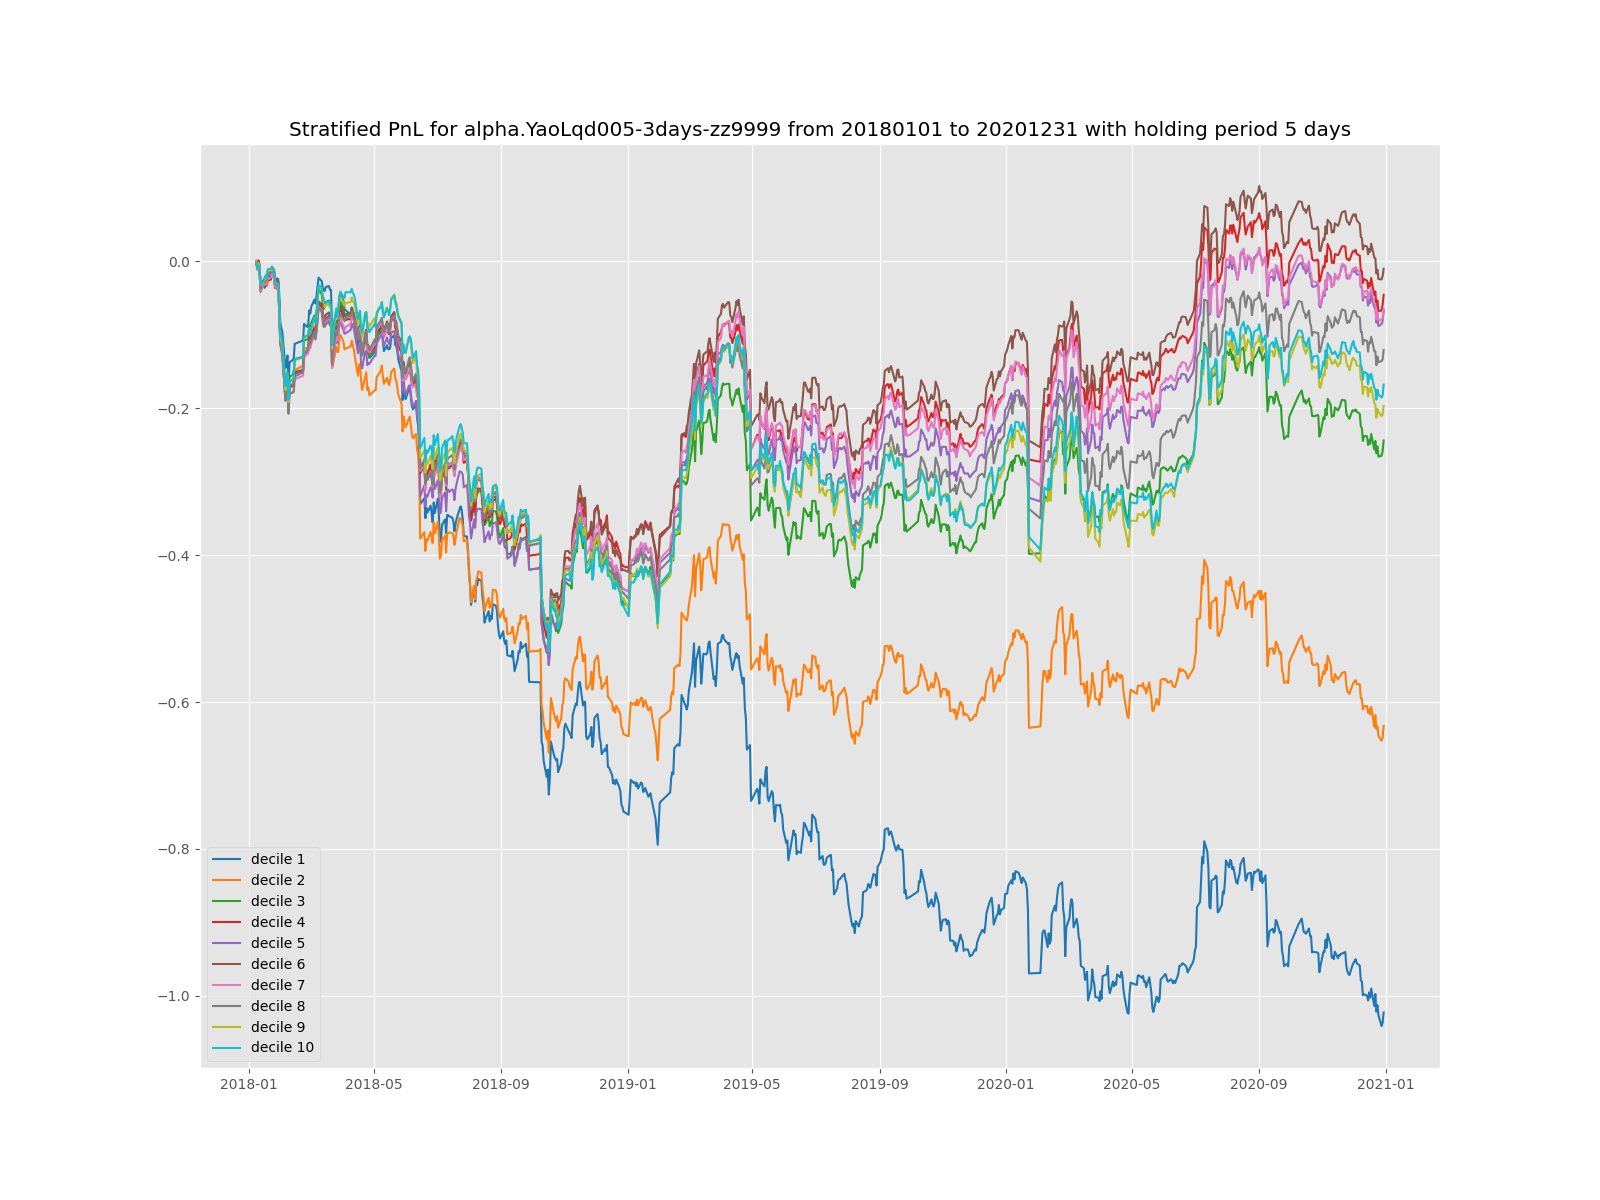 Stratified PnL for alpha.YaoLqd005-3days-zz9999 from 20180101 to 20201231 with holding period 5 days
0.0
−0.2
−0.4
−0.6
−0.8
−1.0
decile 1
decile 2
decile 3
decile 4
decile 5
decile 6
decile 7
decile 8
decile 9
decile 10
2018-01 2018-05 2018-09 2019-01 2019-05 2019-09 2020-01 2020-05 2020-09 2021-01